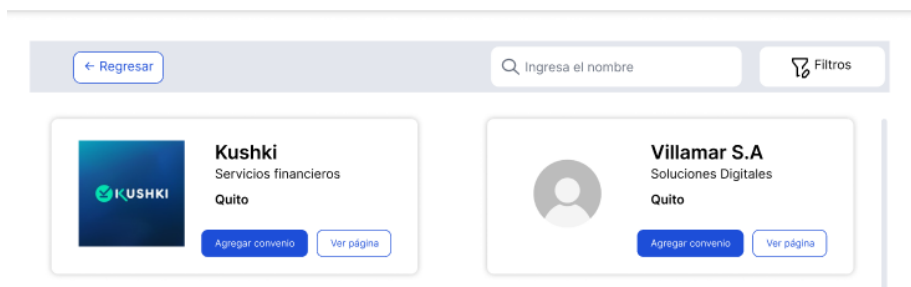 ← Regresar
Ingresa el nombre
Filtros
KUSHKI
Kushki
Servicios financieros
Quito
Agregar convenio
Ver página
Villamar S.A
Soluciones Digitales
Quito
Agregar convenio
Ver página